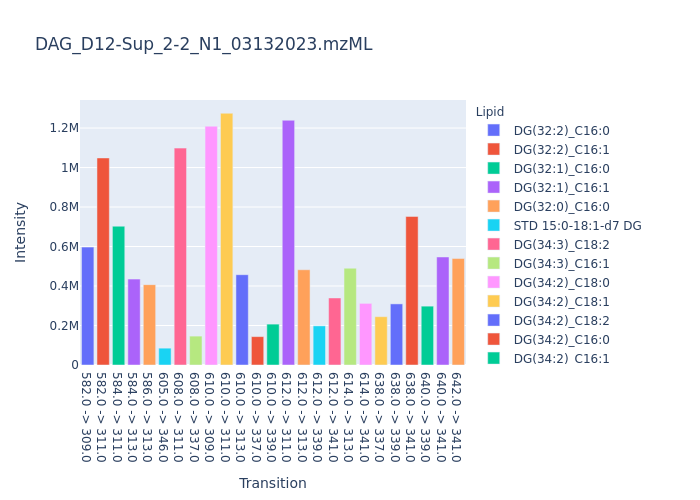 DAG_D12-Sup_2-2_N1_03132023.mzML
Intensity
1.2M
1M
0.8M
0.6M
0.4M
0.2M
0
582.0 -> 309.0
582.0 -> 311.0
584.0 -> 311.0
584.0 -> 313.0
586.0 -> 313.0
605.0 -> 346.0
608.0 -> 311.0
608.0 -> 337.0
610.0 -> 309.0
610.0 -> 311.0
610.0 -> 313.0
610.0 -> 337.0
610.0 -> 339.0
612.0 -> 311.0
612.0 -> 313.0
612.0 -> 339.0
612.0 -> 341.0
614.0 -> 313.0
614.0 -> 341.0
638.0 -> 337.0
638.0 -> 339.0
638.0 -> 341.0
640.0 -> 339.0
640.0 -> 341.0
642.0 -> 341.0
Transition
Lipid
DG(32:2)_C16:0
DG(32:2)_C16:1
DG(32:1)_C16:0
DG(32:1)_C16:1
DG(32:0)_C16:0
STD 15:0-18:1-d7 DG
DG(34:3)_C18:2
DG(34:3)_C16:1
DG(34:2)_C18:0
DG(34:2)_C18:1
DG(34:2)_C18:2
DG(34:2)_C16:0
DG(34:2)_C16:1